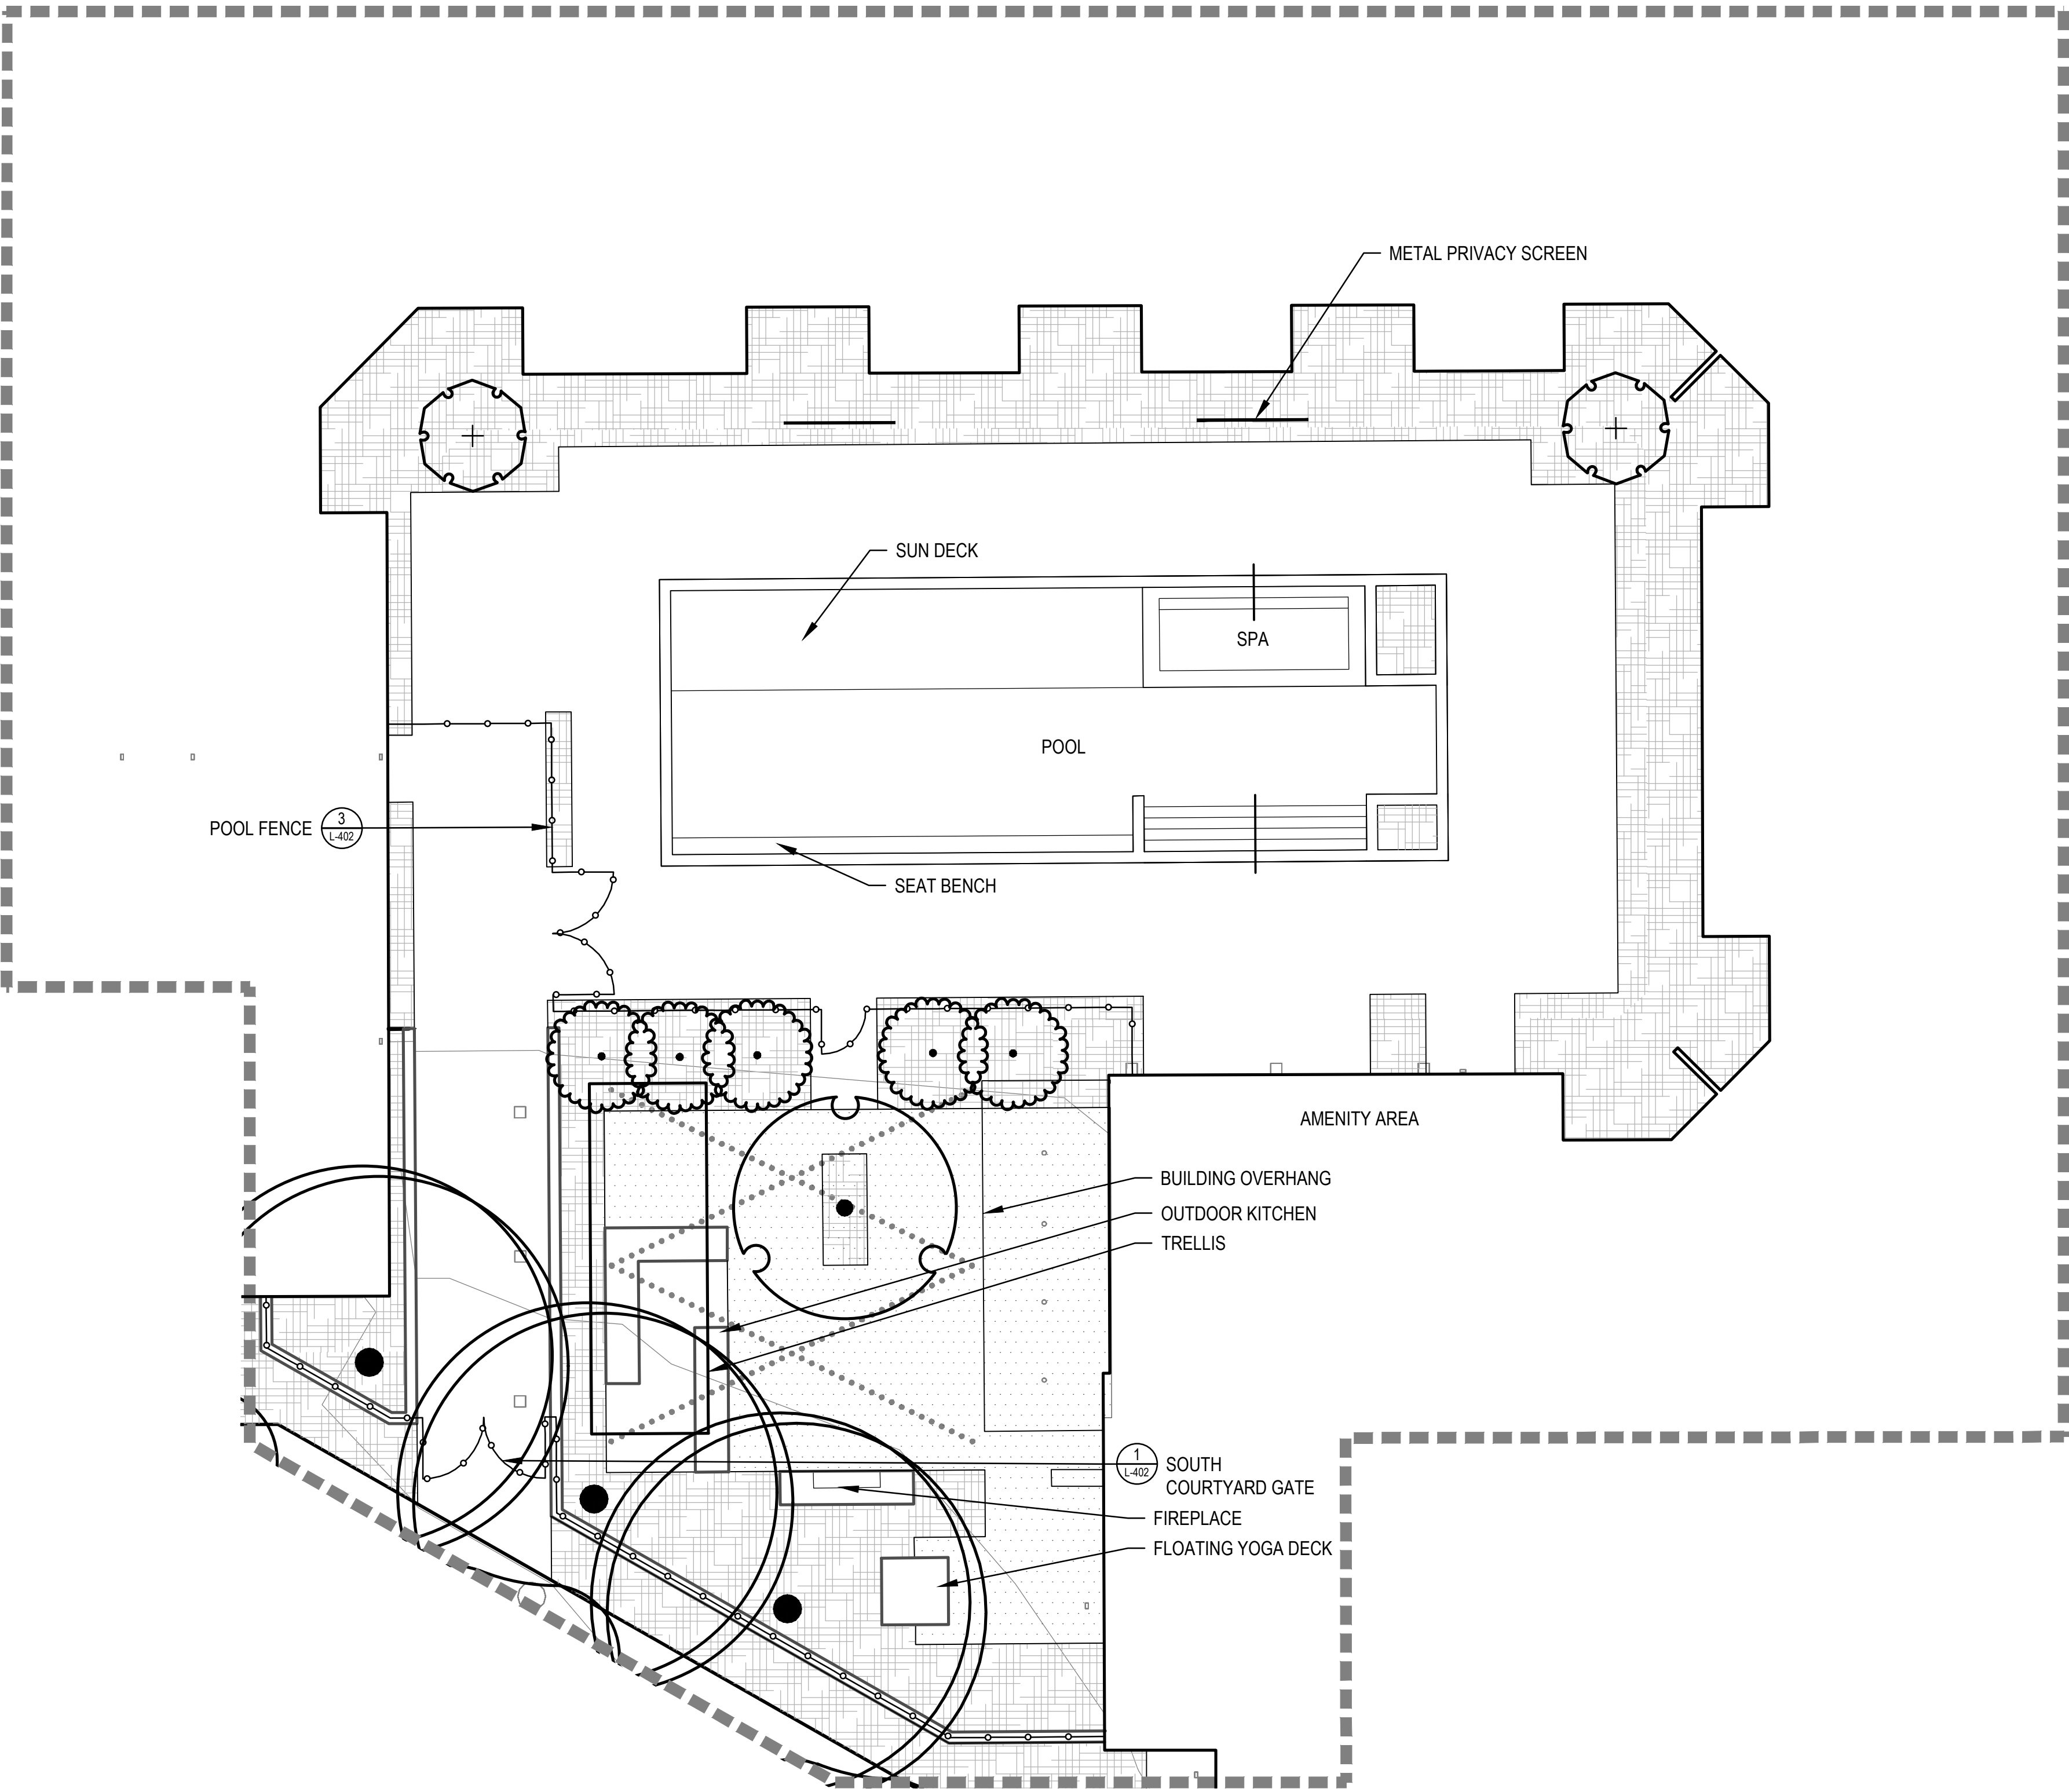 METAL PRIVACY SCREEN
SUN DECK
SPA
POOL
POOL FENCE
3
L-402
SEAT BENCH
AMENITY AREA
BUILDING OVERHANG
OUTDOOR KITCHEN
TRELLIS
1
L-402
SOUTH
COURTYARD GATE
FIREPLACE
FLOATING YOGA DECK